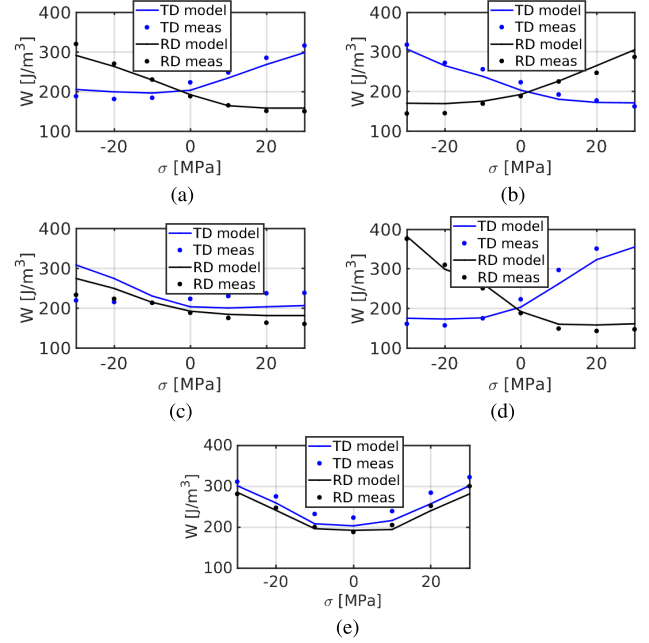 400
300
200
100
W [J/m³]
TD model
TD meas
RD model
RD meas
-20 0 20
σ [MPa]
(a)
400
300
200
100
W [J/m³]
TD model
TD meas
RD model
RD meas
-20 0 20
σ [MPa]
(b)
400
300
200
100
W [J/m³]
TD model
TD meas
RD model
RD meas
-20 0 20
σ [MPa]
(c)
400
300
200
100
W [J/m³]
TD model
TD meas
RD model
RD meas
-20 0 20
σ [MPa]
(d)
400
300
200
100
W [J/m³]
TD model
TD meas
RD model
RD meas
-20 0 20
σ [MPa]
(e)